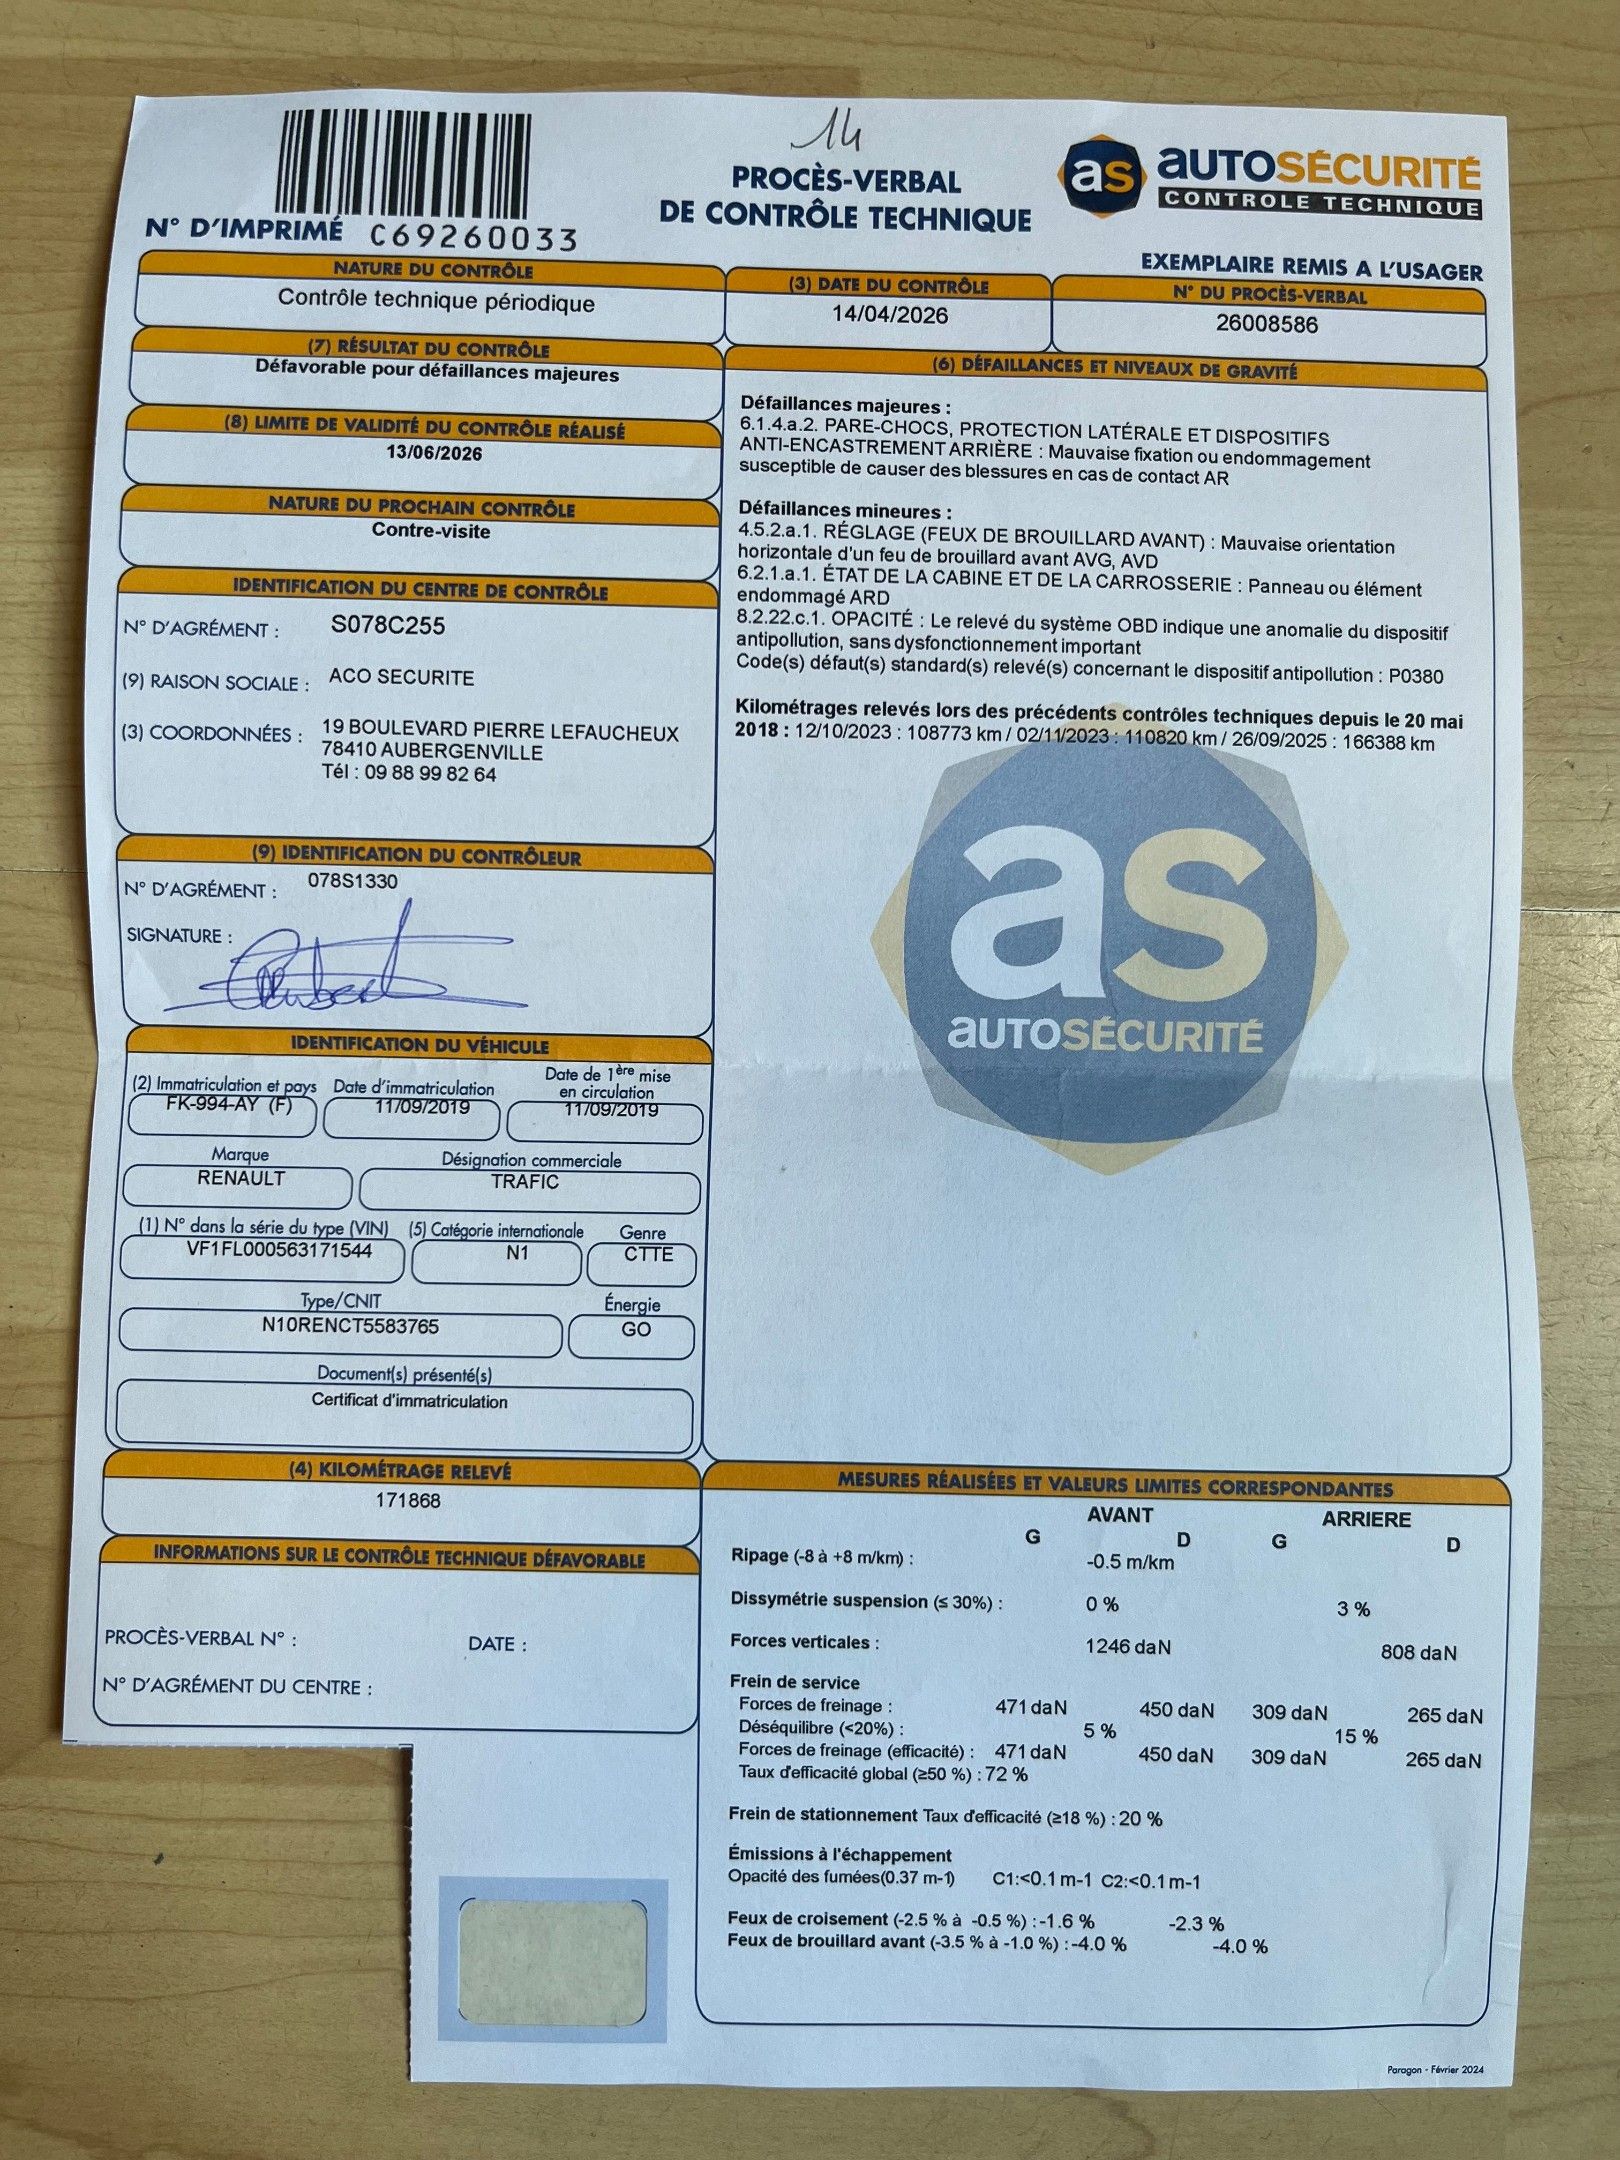 14
PROCÈS-VERBAL
DE CONTRÔLE TECHNIQUE
as AUTOSÉCURITÉ
CONTROLE TECHNIQUE
N° D'IMPRIMÉ C69260033
EXEMPLAIRE REMIS A L'USAGER
NATURE DU CONTRÔLE
Contrôle technique périodique
(3) DATE DU CONTRÔLE
14/04/2026
N° DU PROCÈS-VERBAL
26008586
(7) RÉSULTAT DU CONTRÔLE
Défavorable pour défaillances majeures
(8) LIMITE DE VALIDITÉ DU CONTRÔLE RÉALISÉ
13/06/2026
NATURE DU PROCHAIN CONTRÔLE
Contre-visite
IDENTIFICATION DU CENTRE DE CONTRÔLE
N° D'AGRÉMENT : S078C255
(9) RAISON SOCIALE : ACO SECURITE
(3) COORDONNÉES : 19 BOULEVARD PIERRE LEFAUCHEUX
78410 AUBERGENVILLE
Tél : 09 88 99 82 64
(9) IDENTIFICATION DU CONTRÔLEUR
N° D'AGRÉMENT : 078S1330
SIGNATURE :
IDENTIFICATION DU VÉHICULE
(2) Immatriculation et pays Date d'immatriculation Date de 1ère mise
en circulation
FK-994-AY (F) 11/09/2019 11/09/2019
Marque Désignation commerciale
RENAULT TRAFIC
(1) N° dans la série du type (VIN) (5) Catégorie internationale Genre
VF1FL000563171544 N1 CTTE
Type/CNIT Énergie
N10RENCT5583765 GO
Document(s) présenté(s)
Certificat d'immatriculation
(4) KILOMÉTRAGE RELEVÉ
171868
INFORMATIONS SUR LE CONTRÔLE TECHNIQUE DÉFAVORABLE
PROCÈS-VERBAL N° : DATE :
N° D'AGRÉMENT DU CENTRE :
(6) DÉFAILLANCES ET NIVEAUX DE GRAVITÉ
Défaillances majeures :
6.1.4.a.2. PARE-CHOCS, PROTECTION LATÉRALE ET DISPOSITIFS
ANTI-ENCASTREMENT ARRIÈRE : Mauvaise fixation ou endommagement
susceptible de causer des blessures en cas de contact AR
Défaillances mineures :
4.5.2.a.1. RÉGLAGE (FEUX DE BROUILLARD AVANT) : Mauvaise orientation
horizontale d'un feu de brouillard avant AVG, AVD
6.2.1.a.1. ÉTAT DE LA CABINE ET DE LA CARROSSERIE : Panneau ou élément
endommagé ARD
8.2.22.c.1. OPACITÉ : Le relevé du système OBD indique une anomalie du dispositif
antipollution, sans dysfonctionnement important
Code(s) défaut(s) standard(s) relevé(s) concernant le dispositif antipollution : P0380
Kilométrages relevés lors des précédents contrôles techniques depuis le 20 mai
2018 : 12/10/2023 : 108773 km / 02/11/2023 : 110820 km / 26/09/2025 : 166388 km
as
AUTOSÉCURITÉ
MESURES RÉALISÉES ET VALEURS LIMITES CORRESPONDANTES
AVANT ARRIERE
G D G D
Ripage (-8 à +8 m/km) : -0.5 m/km
Dissymétrie suspension (≤ 30%) : 0 % 3 %
Forces verticales : 1246 daN 808 daN
Frein de service
Forces de freinage : 471 daN 450 daN 309 daN 265 daN
Déséquilibre (<20%) : 5 % 15 %
Forces de freinage (efficacité) : 471 daN 450 daN 309 daN 265 daN
Taux d'efficacité global (≥50 %) : 72 %
Frein de stationnement Taux d'efficacité (≥18 %) : 20 %
Émissions à l'échappement
Opacité des fumées(0.37 m-1) C1:<0.1 m-1 C2:<0.1 m-1
Feux de croisement (-2.5 % à -0.5 %) :-1.6 % -2.3 %
Feux de brouillard avant (-3.5 % à -1.0 %) :-4.0 % -4.0 %
Paragon - Février 2024